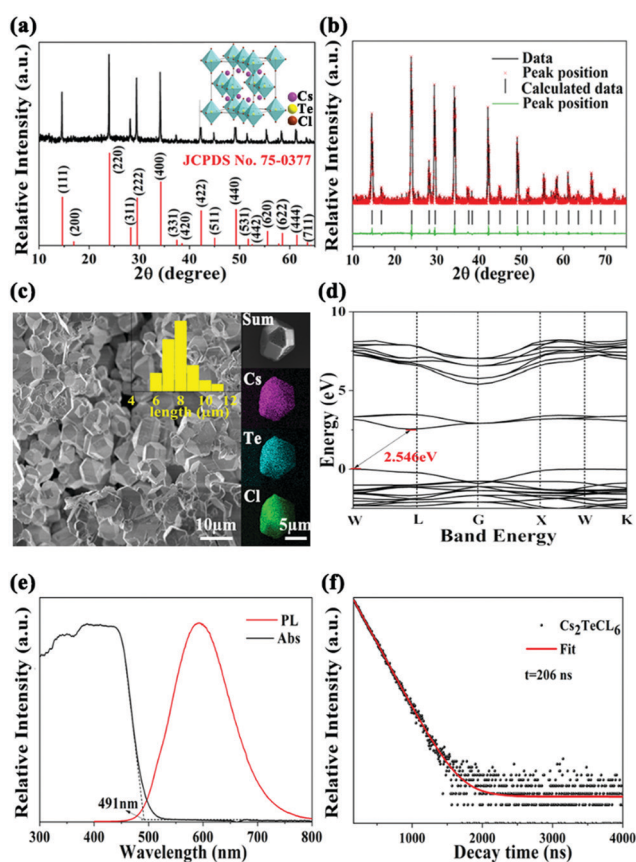 (a)
Relative Intensity (a.u.)
Cs
Te
Cl
JCPDS No. 75-0377
(111)
(200)
(220)
(311)
(222)
(400)
(331)
(420)
(422)
(511)
(440)
(531)
(442)
(620)
(622)
(444)
(711)
10 20 30 40 50 60
2θ (degree)
(b)
Relative Intensity (a.u.)
Data
Peak position
Calculated data
Peak position
10 20 30 40 50 60 70
2θ (degree)
(c)
4 6 8 10 12
length (μm)
10μm
Sum
Cs
Te
Cl
5μm
(d)
Energy (eV)
10
5
0
2.546eV
W L G X W K
Band Energy
(e)
Relative Intensity (a.u.)
PL
Abs
491nm
300 400 500 600 700 800
Wavelength (nm)
(f)
Relative Intensity (a.u.)
Cs2TeCL6
Fit
t=206 ns
1000 2000 3000 4000
Decay time (ns)